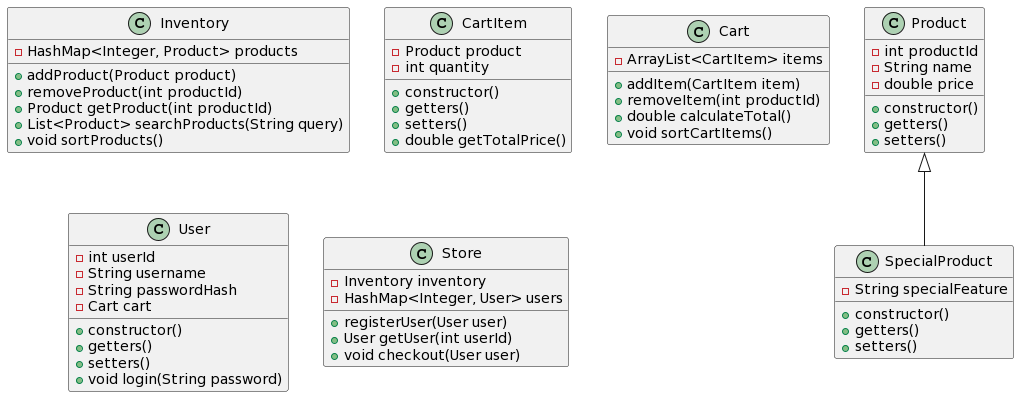 C Inventory
HashMap<Integer, Product> products
addProduct(Product product)
removeProduct(int productId)
Product getProduct(int productId)
List<Product> searchProducts(String query)
void sortProducts()
C CartItem
Product product
int quantity
constructor()
getters()
setters()
double getTotalPrice()
C Cart
ArrayList<CartItem> items
addItem(CartItem item)
removeItem(int productId)
double calculateTotal()
void sortCartItems()
C Product
int productId
String name
double price
constructor()
getters()
setters()
C User
int userId
String username
String passwordHash
Cart cart
constructor()
getters()
setters()
void login(String password)
C Store
Inventory inventory
HashMap<Integer, User> users
registerUser(User user)
User getUser(int userId)
void checkout(User user)
C SpecialProduct
String specialFeature
constructor()
getters()
setters()